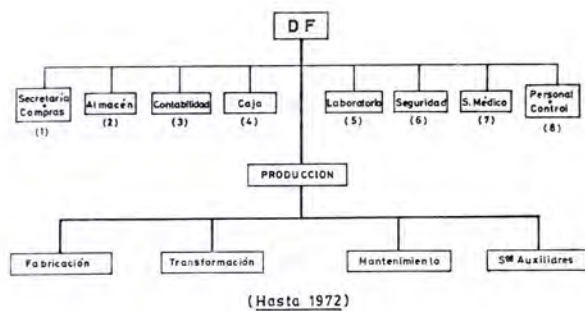 DF
Secretaría
+
Compras
(1)
Almacén
(2)
Contabilidad
(3)
Caja
(4)
Laboratorio
(5)
Seguridad
(6)
S. Médico
(7)
Personal
+
Control
(8)
PRODUCCION
Fabricación
Transformación
Mantenimiento
Sᵒˢ Auxiliares
(Hasta 1972)